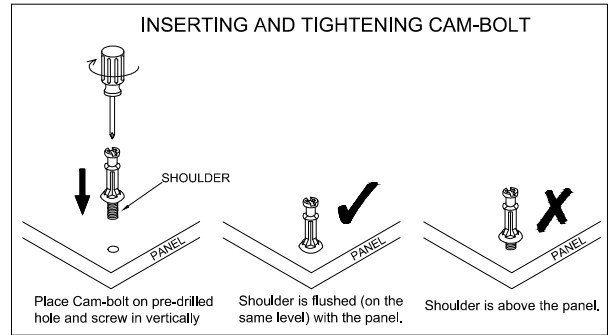 INSERTING AND TIGHTENING CAM-BOLT
SHOULDER
PANEL
PANEL
PANEL
Place Cam-bolt on pre-drilled
hole and screw in vertically
Shoulder is flushed (on the
same level) with the panel.
Shoulder is above the panel.